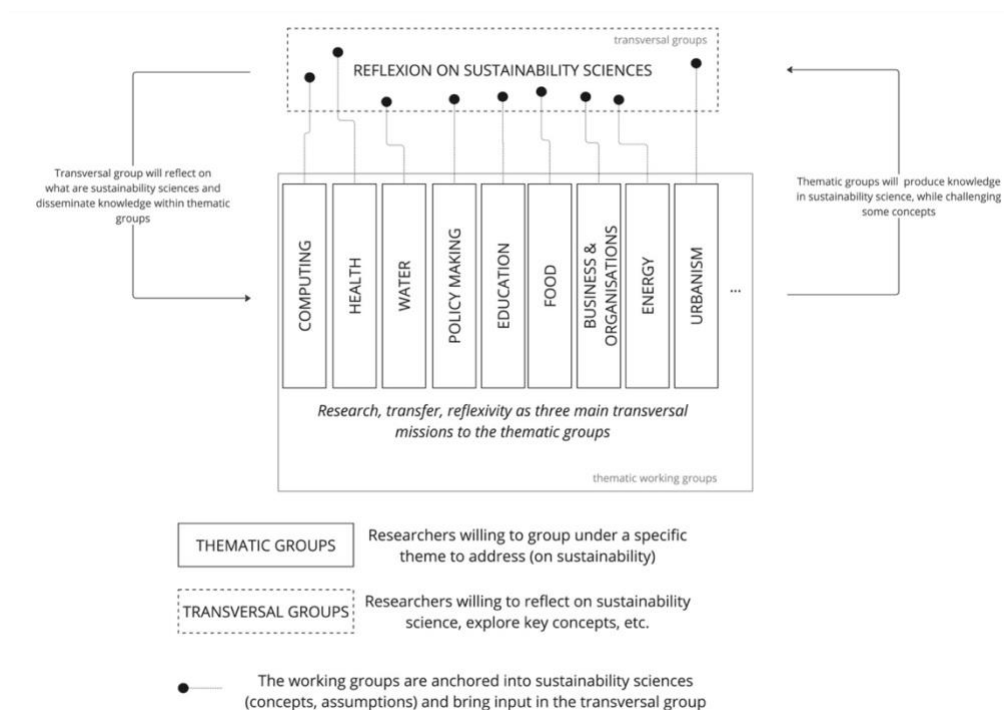 transversal groups
REFLEXION ON SUSTAINABILITY SCIENCES
Transversal group will reflect on
what are sustainability sciences and
disseminate knowledge within thematic
groups
Thematic groups will produce knowledge
in sustainability science, while challenging
some concepts
COMPUTING
HEALTH
WATER
POLICY MAKING
EDUCATION
FOOD
BUSINESS &
ORGANISATIONS
ENERGY
URBANISM
...
Research, transfer, reflexivity as three main transversal
missions to the thematic groups
thematic working groups
THEMATIC GROUPS
Researchers willing to group under a specific
theme to address (on sustainability)
TRANSVERSAL GROUPS
Researchers willing to reflect on sustainability
science, explore key concepts, etc.
The working groups are anchored into sustainability sciences
(concepts, assumptions) and bring input in the transversal group